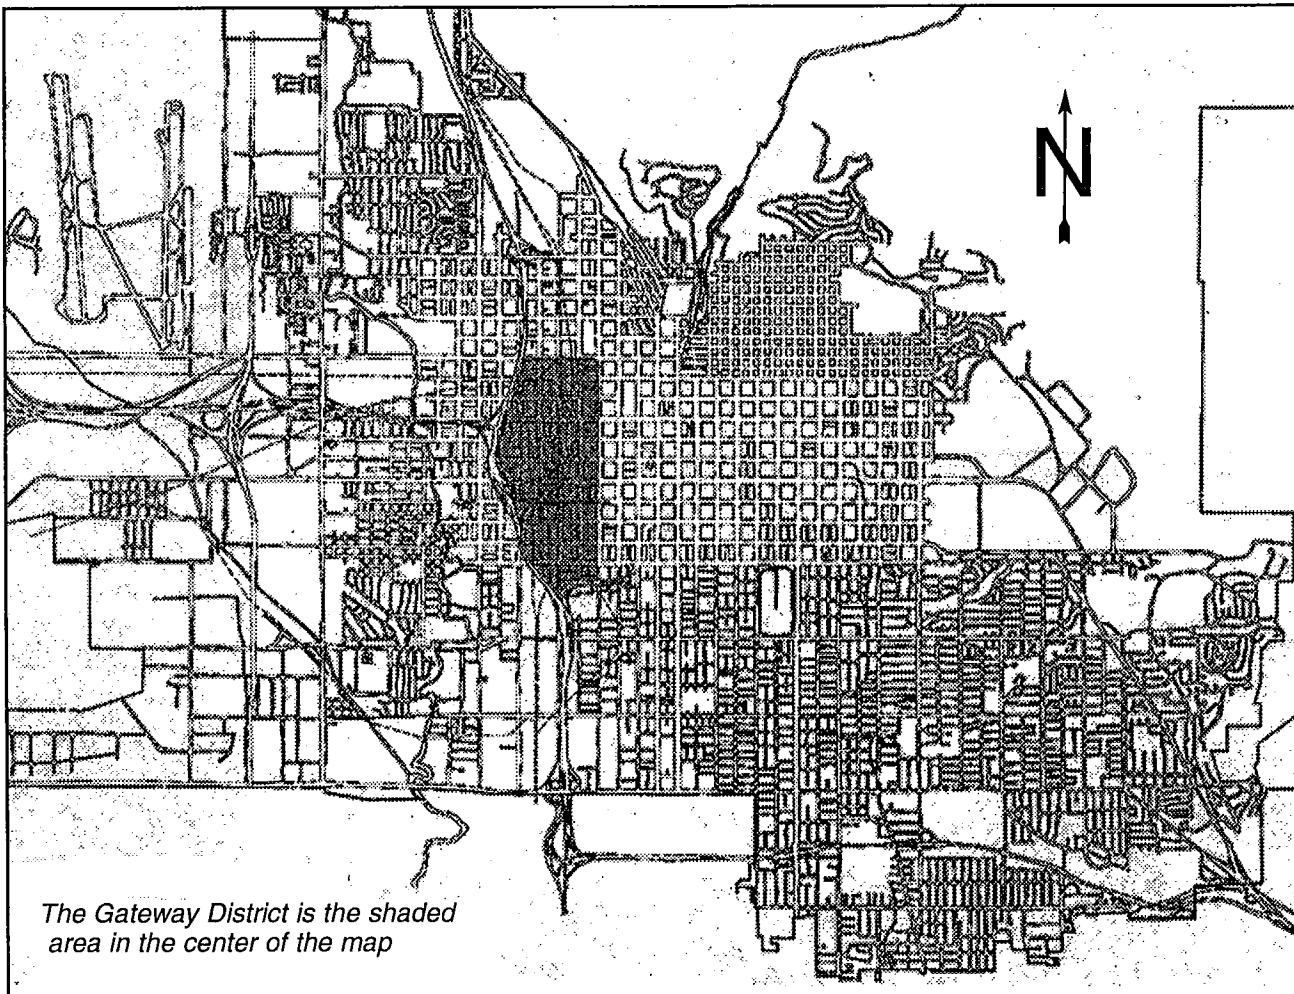 N
The Gateway District is the shaded
area in the center of the map